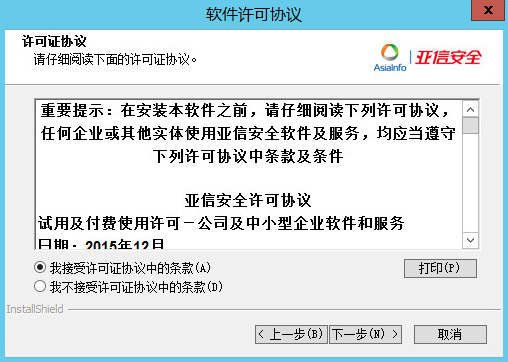 软件许可协议
x
许可证协议
请仔细阅读下面的许可证协议。
AsiaInfo 亚信安全
重要提示：在安装本软件之前，请仔细阅读下列许可协议，
任何企业或其他实体使用亚信安全软件及服务，均应当遵守
下列许可协议中条款及条件
亚信安全许可协议
试用及付费使用许可－公司及中小型企业软件和服务
日期：2015年12月
我接受许可证协议中的条款(A)
打印(P)
我不接受许可证协议中的条款(D)
InstallShield
< 上一步(B)
下一步(N) >
取消